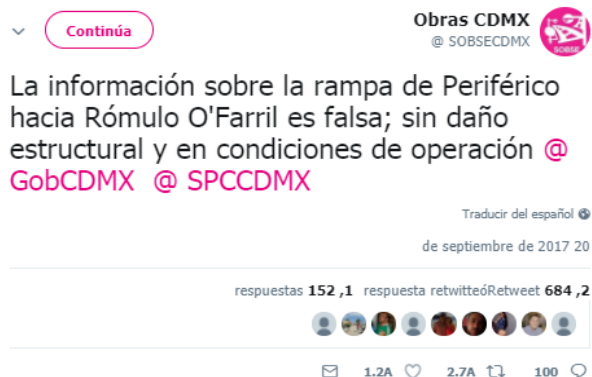 Continúa
Obras CDMX
@ SOBSECDMX
SOBSE
La información sobre la rampa de Periférico
hacia Rómulo O'Farril es falsa; sin daño
estructural y en condiciones de operación @
GobCDMX @ SPCCDMX
Traducir del español
de septiembre de 2017 20
respuestas 152 ,1 respuesta retwitteóRetweet 684 ,2
1.2A 2.7A 100